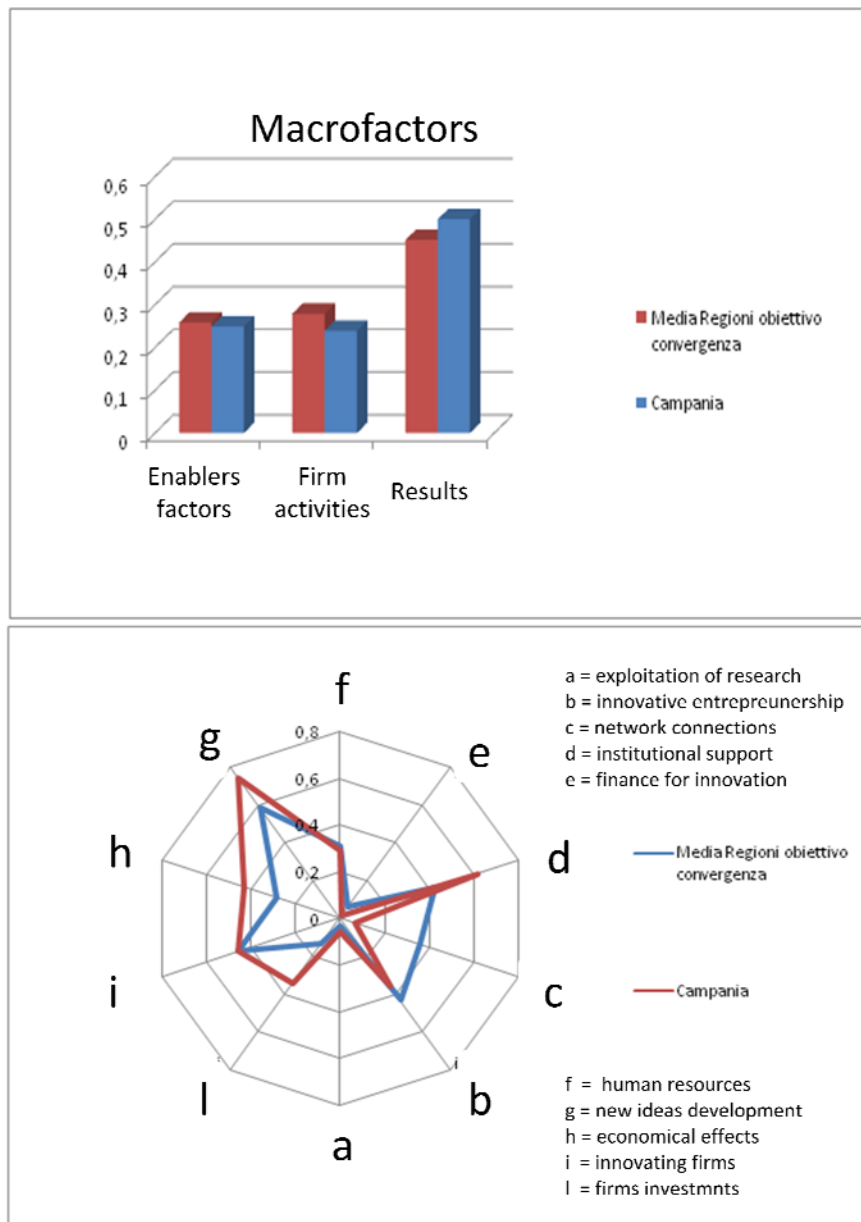 Macrofactors
0,6
0,5
0,4
0,3
0,2
0,1
0
Enablers
factors
Firm
activities
Results
Media Regioni obiettivo
convergenza
Campania
a = exploitation of research
b = innovative entrepreunership
c = network connections
d = institutional support
e = finance for innovation
f
g
e
h
d
i
c
l
b
a
0,8
0,6
0,4
0,2
0
Media Regioni obiettivo
convergenza
Campania
f = human resources
g = new ideas development
h = economical effects
i = innovating firms
l = firms investmnts